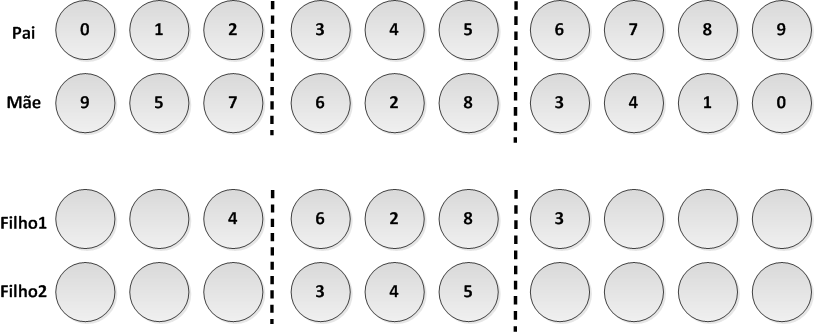 Pai 0 1 2 3 4 5 6 7 8 9
Mãe 9 5 7 6 2 8 3 4 1 0
Filho1 4 6 2 8 3
Filho2 3 4 5